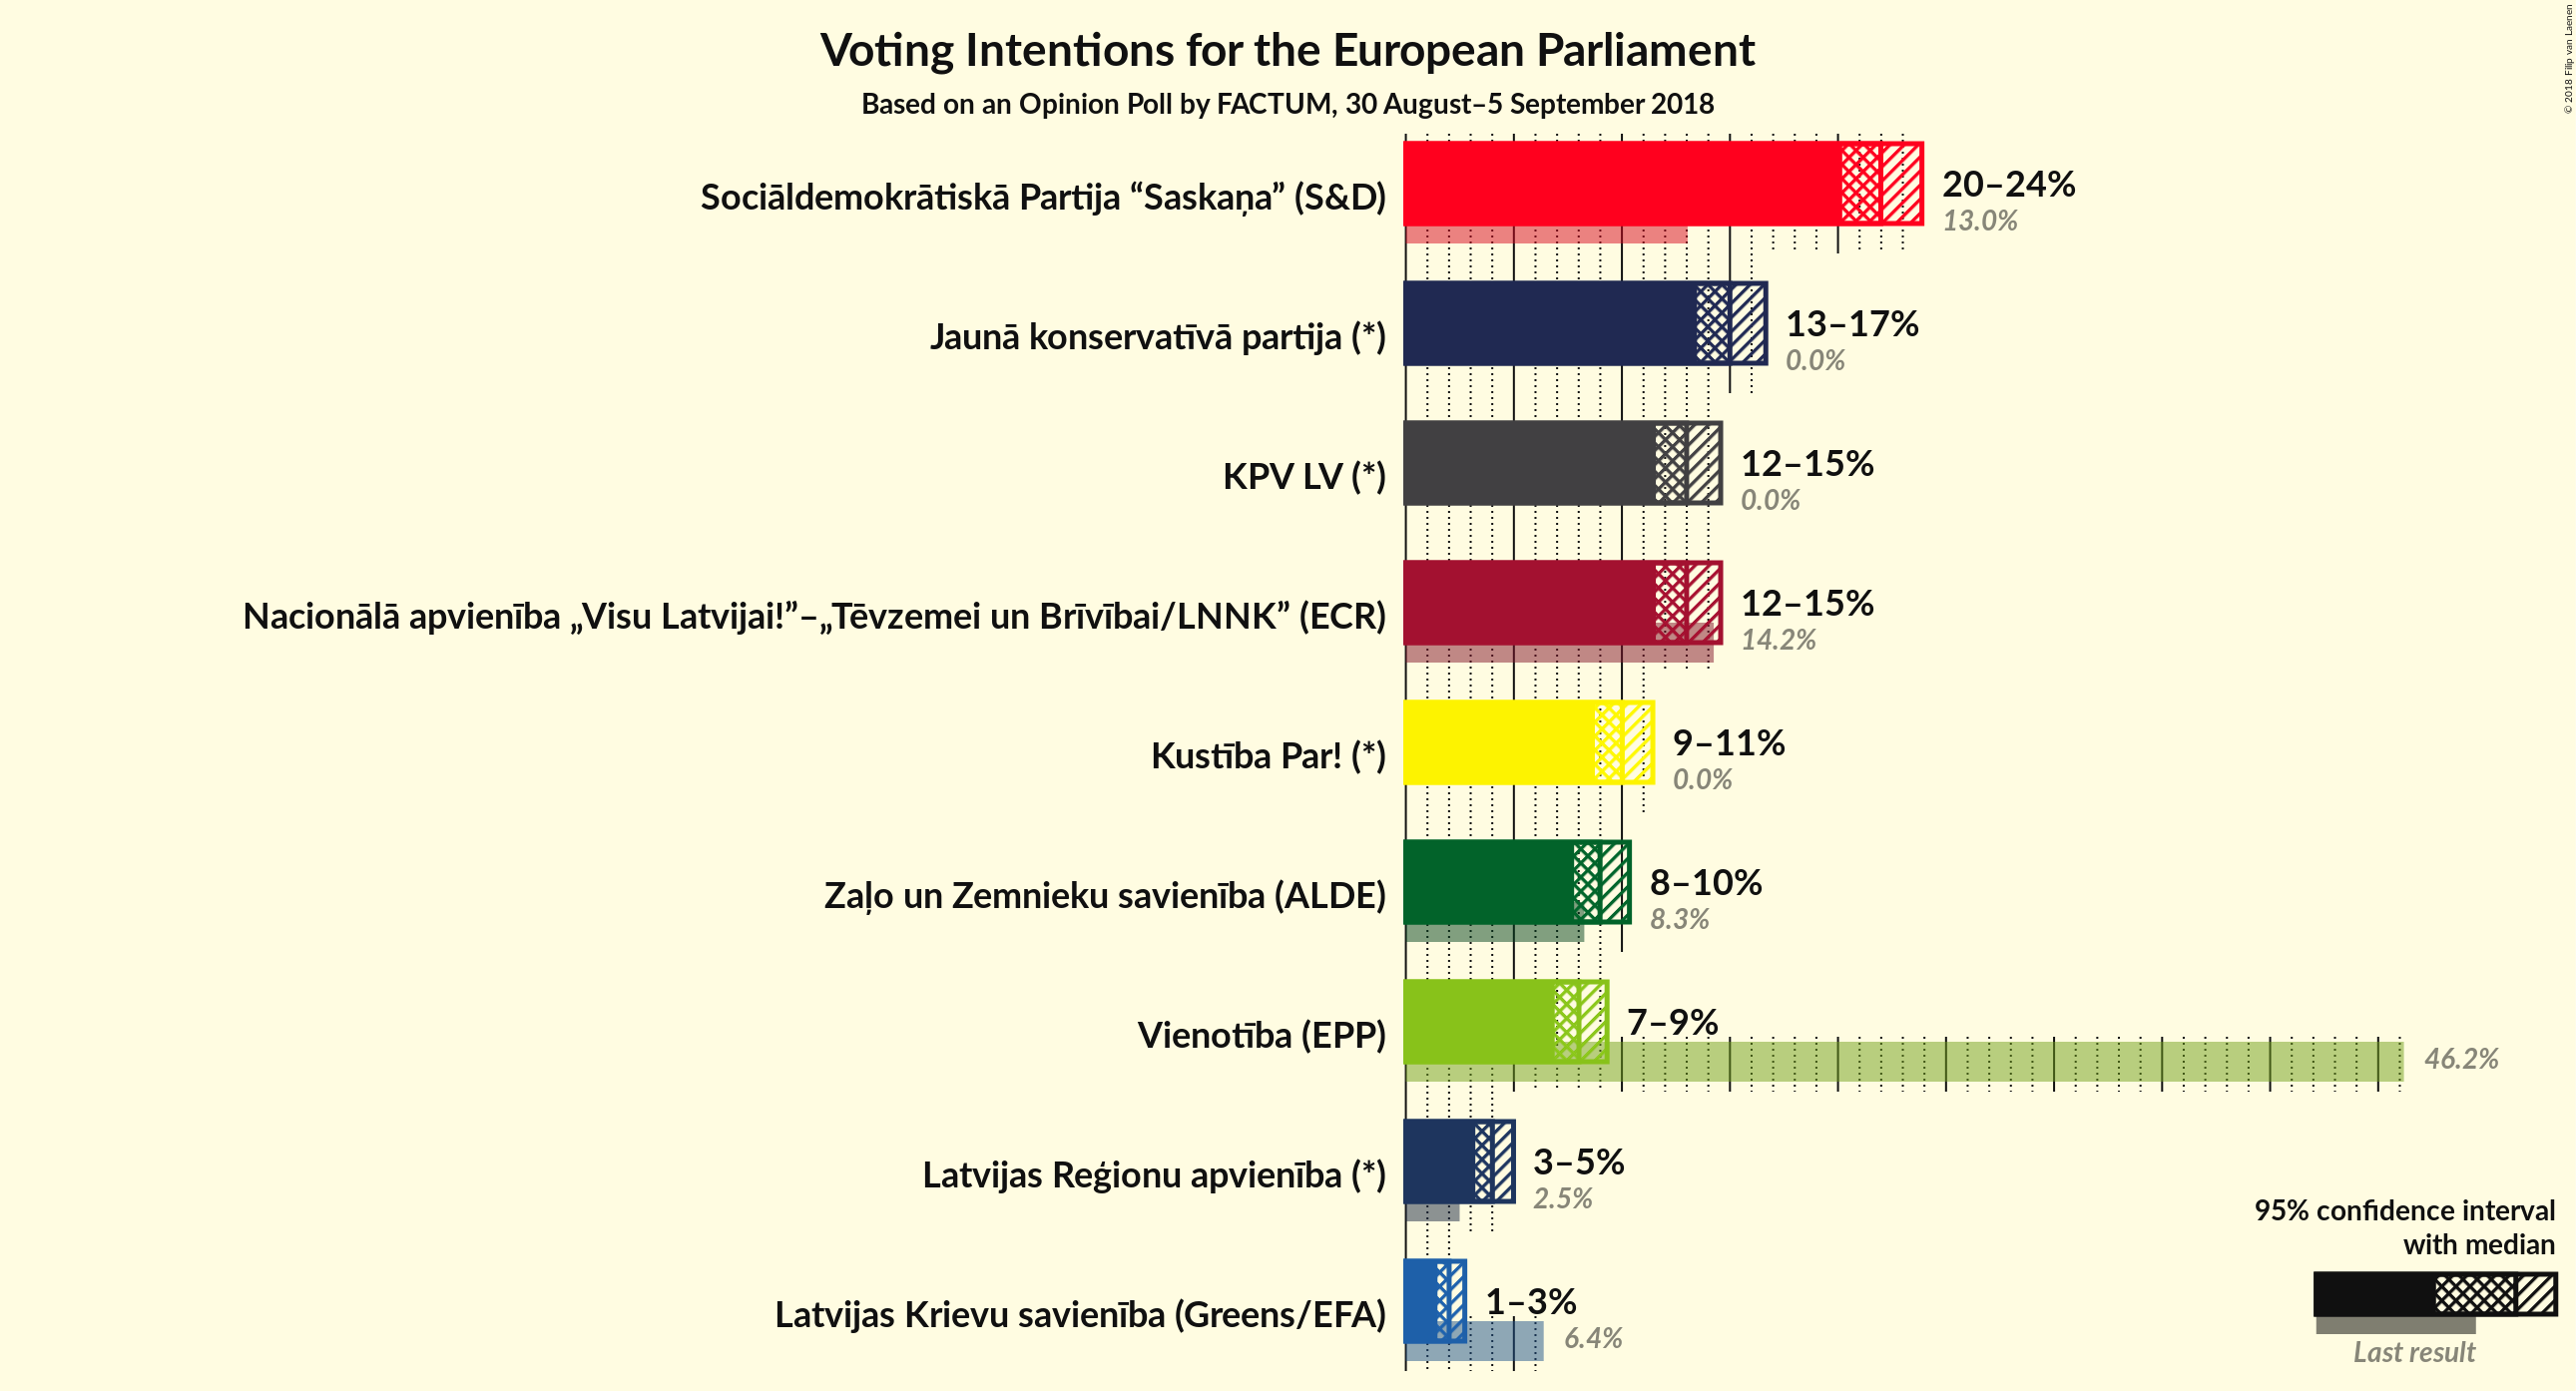 Voting Intentions for the European Parliament
Based on an Opinion Poll by FACTUM, 30 August–5 September 2018
© 2018 Filip van Laenen
Sociāldemokrātiskā Partija “Saskaņa” (S&D)
20–24%
13.0%
Jaunā konservatīvā partija (*)
13–17%
0.0%
KPV LV (*)
12–15%
0.0%
Nacionālā apvienība „Visu Latvijai!”–„Tēvzemei un Brīvībai/LNNK” (ECR)
12–15%
14.2%
Kustība Par! (*)
9–11%
0.0%
Zaļo un Zemnieku savienība (ALDE)
8–10%
8.3%
Vienotība (EPP)
7–9%
46.2%
Latvijas Reģionu apvienība (*)
3–5%
2.5%
Latvijas Krievu savienība (Greens/EFA)
1–3%
6.4%
95% confidence interval
with median
Last result